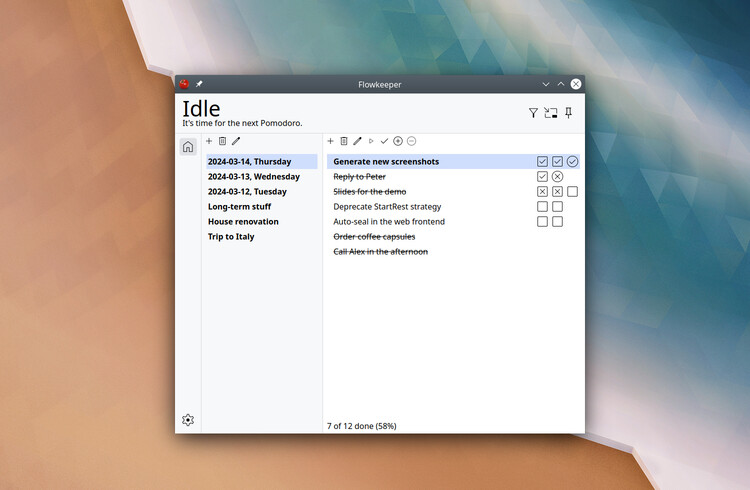 Flowkeeper
Idle
It's time for the next Pomodoro.
2024-03-14, Thursday
2024-03-13, Wednesday
2024-03-12, Tuesday
Long-term stuff
House renovation
Trip to Italy
Generate new screenshots
Reply to Peter
Slides for the demo
Deprecate StartRest strategy
Auto-seal in the web frontend
Order coffee capsules
Call Alex in the afternoon
7 of 12 done (58%)